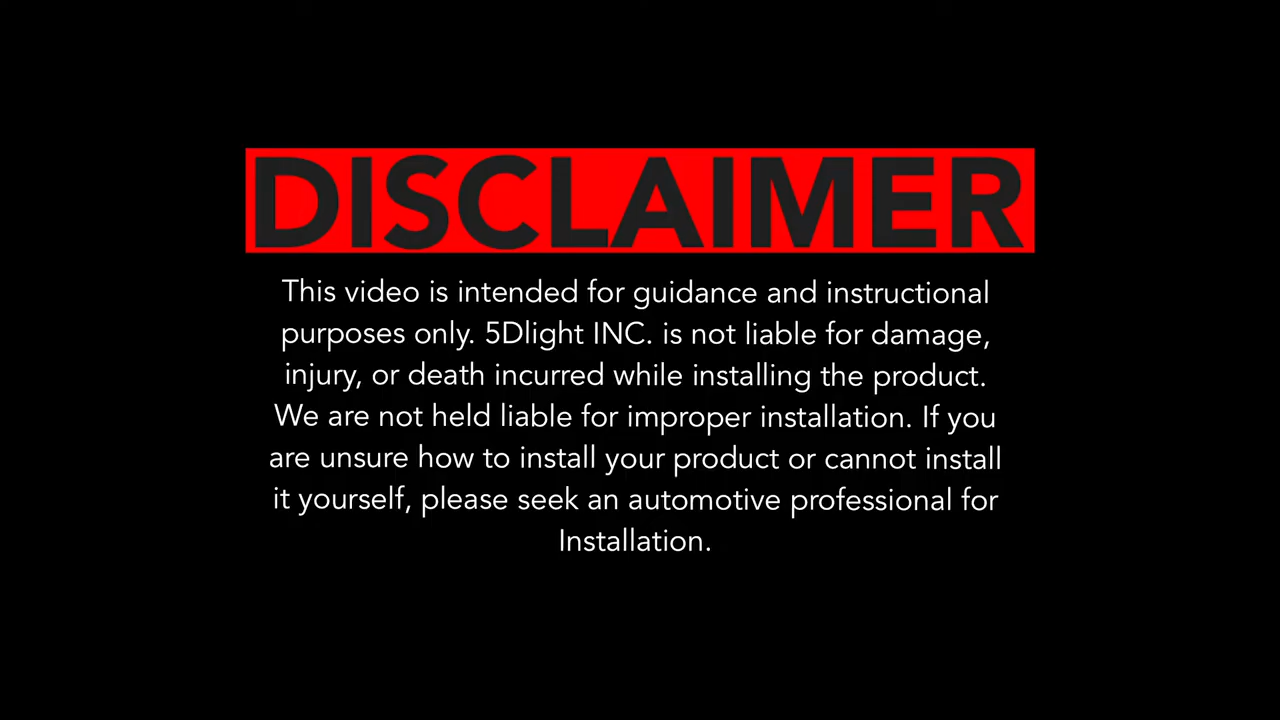 DISCLAIMER
This video is intended for guidance and instructional
purposes only. 5Dlight INC. is not liable for damage,
injury, or death incurred while installing the product.
We are not held liable for improper installation. If you
are unsure how to install your product or cannot install
it yourself, please seek an automotive professional for
Installation.